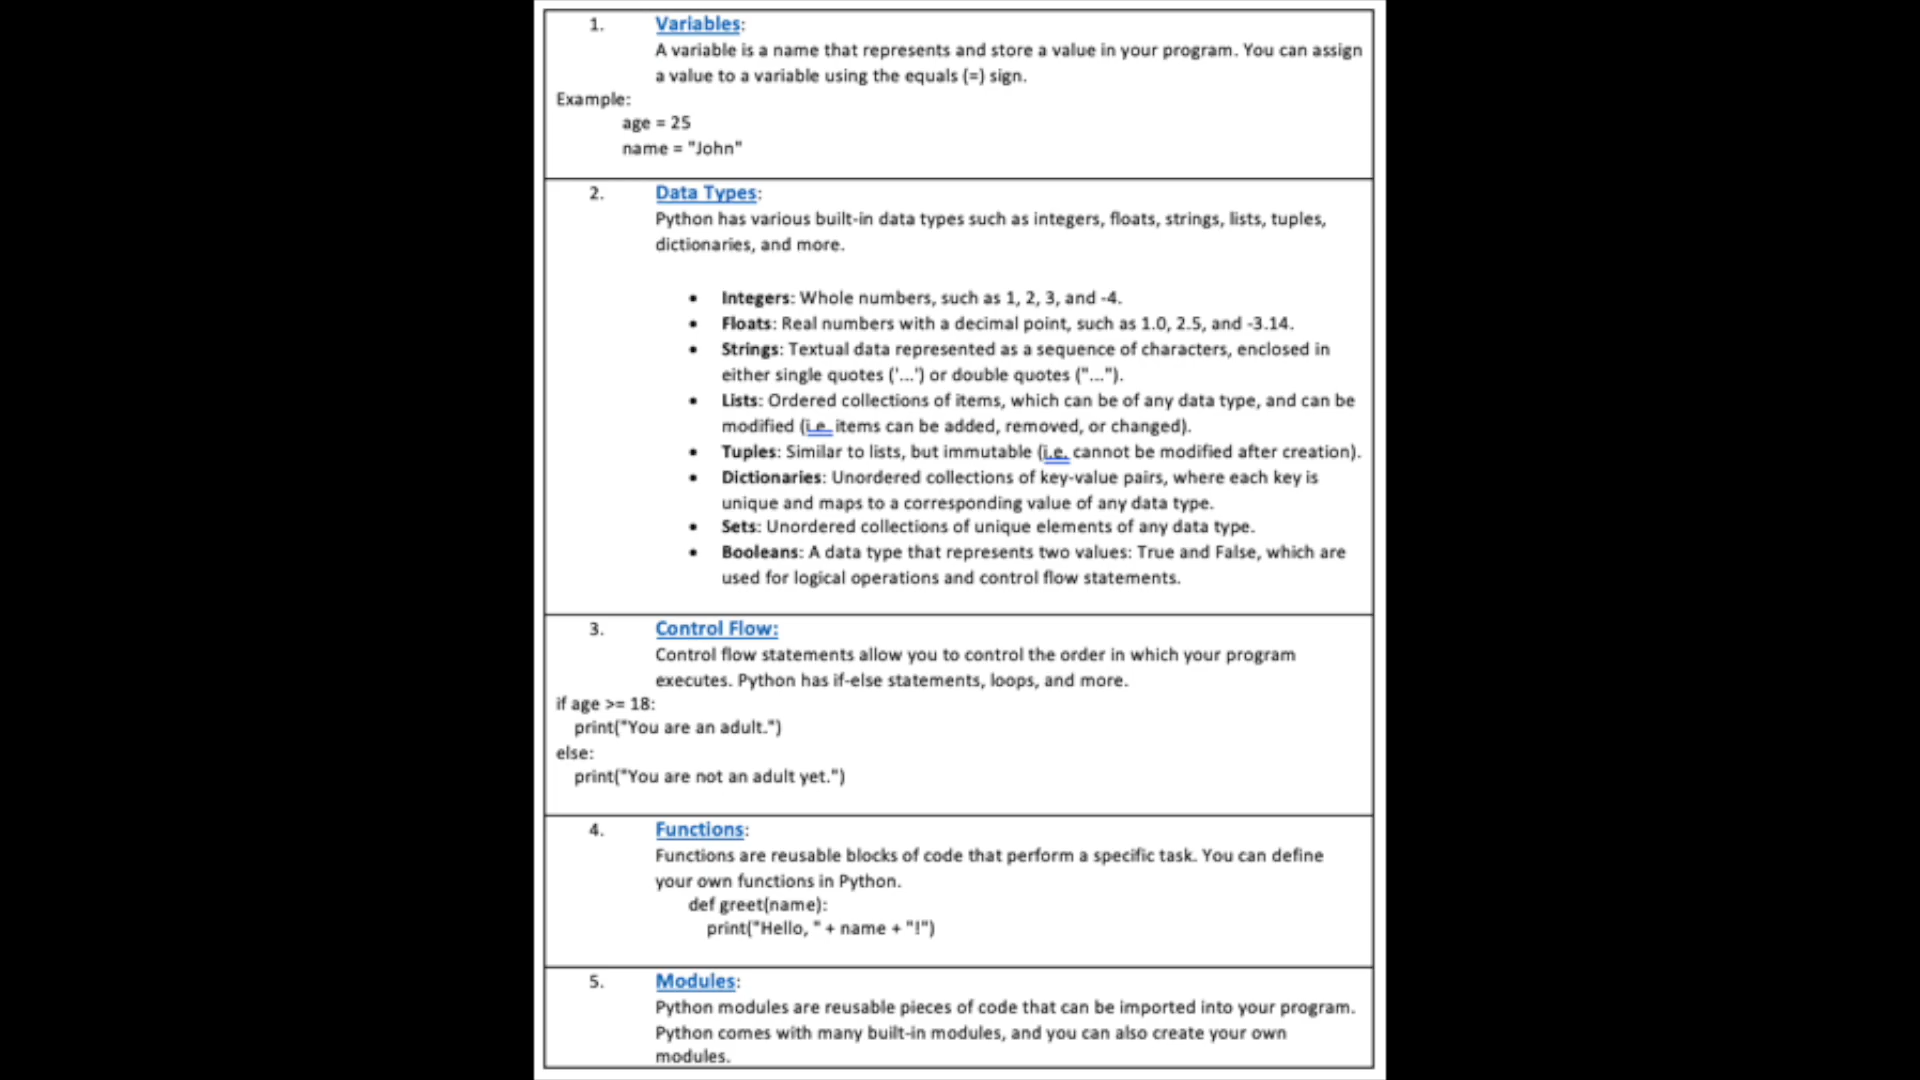 1. Variables:
A variable is a name that represents and store a value in your program. You can assign
a value to a variable using the equals (=) sign.
Example:
age = 25
name = "John"
2. Data Types:
Python has various built-in data types such as integers, floats, strings, lists, tuples,
dictionaries, and more.
• Integers: Whole numbers, such as 1, 2, 3, and -4.
• Floats: Real numbers with a decimal point, such as 1.0, 2.5, and -3.14.
• Strings: Textual data represented as a sequence of characters, enclosed in
either single quotes ('...') or double quotes ("...").
• Lists: Ordered collections of items, which can be of any data type, and can be
modified (i.e. items can be added, removed, or changed).
• Tuples: Similar to lists, but immutable (i.e. cannot be modified after creation).
• Dictionaries: Unordered collections of key-value pairs, where each key is
unique and maps to a corresponding value of any data type.
• Sets: Unordered collections of unique elements of any data type.
• Booleans: A data type that represents two values: True and False, which are
used for logical operations and control flow statements.
3. Control Flow:
Control flow statements allow you to control the order in which your program
executes. Python has if-else statements, loops, and more.
if age >= 18:
print("You are an adult.")
else:
print("You are not an adult yet.")
4. Functions:
Functions are reusable blocks of code that perform a specific task. You can define
your own functions in Python.
def greet(name):
print("Hello, " + name + "!")
5. Modules:
Python modules are reusable pieces of code that can be imported into your program.
Python comes with many built-in modules, and you can also create your own
modules.